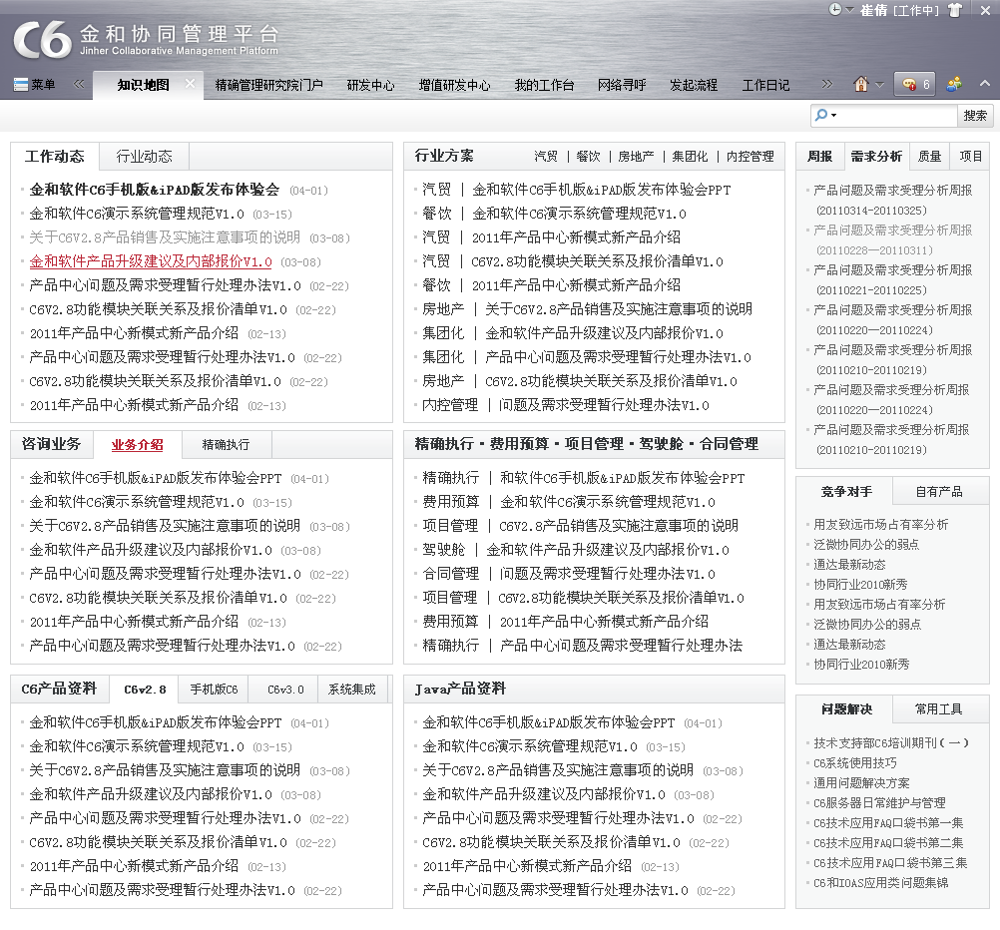 崔倩 [工作中]
C6 金和协同管理平台
Jinher Collaborative Management Platform
菜单 知识地图 精确管理研究院门户 研发中心 增值研发中心 我的工作台 网络寻呼 发起流程 工作日记 6
搜索
工作动态 行业动态
金和软件C6手机版&iPAD版发布体验会 (04-01)
金和软件C6演示系统管理规范V1.0 (03-15)
关于C6V2.8产品销售及实施注意事项的说明 (03-08)
金和软件产品升级建议及内部报价V1.0 (03-08)
产品中心问题及需求受理暂行处理办法V1.0 (02-22)
C6V2.8功能模块关联关系及报价清单V1.0 (02-22)
2011年产品中心新模式新产品介绍 (02-13)
产品中心问题及需求受理暂行处理办法V1.0 (02-22)
C6V2.8功能模块关联关系及报价清单V1.0 (02-22)
2011年产品中心新模式新产品介绍 (02-13)
行业方案 汽贸 | 餐饮 | 房地产 | 集团化 | 内控管理
汽贸 | 金和软件C6手机版&iPAD版发布体验会PPT
餐饮 | 金和软件C6演示系统管理规范V1.0
汽贸 | 2011年产品中心新模式新产品介绍
汽贸 | C6V2.8功能模块关联关系及报价清单V1.0
餐饮 | 2011年产品中心新模式新产品介绍
房地产 | 关于C6V2.8产品销售及实施注意事项的说明
集团化 | 金和软件产品升级建议及内部报价V1.0
集团化 | 产品中心问题及需求受理暂行处理办法V1.0
房地产 | C6V2.8功能模块关联关系及报价清单V1.0
内控管理 | 问题及需求受理暂行处理办法V1.0
周报 需求分析 质量 项目
产品问题及需求受理分析周报
(20110314-20110325)
产品问题及需求受理分析周报
(20110228—20110311)
产品问题及需求受理分析周报
(20110221-20110225)
产品问题及需求受理分析周报
(20110220—20110224)
产品问题及需求受理分析周报
(20110210-20110219)
产品问题及需求受理分析周报
(20110220—20110224)
产品问题及需求受理分析周报
(20110210-20110219)
咨询业务 业务介绍 精确执行
金和软件C6手机版&iPAD版发布体验会PPT (04-01)
金和软件C6演示系统管理规范V1.0 (03-15)
关于C6V2.8产品销售及实施注意事项的说明 (03-08)
金和软件产品升级建议及内部报价V1.0 (03-08)
产品中心问题及需求受理暂行处理办法V1.0 (02-22)
C6V2.8功能模块关联关系及报价清单V1.0 (02-22)
2011年产品中心新模式新产品介绍 (02-13)
产品中心问题及需求受理暂行处理办法V1.0 (02-22)
精确执行·费用预算·项目管理·驾驶舱·合同管理
精确执行 | 和软件C6手机版&iPAD版发布体验会PPT
费用预算 | 金和软件C6演示系统管理规范V1.0
项目管理 | C6V2.8产品销售及实施注意事项的说明
驾驶舱 | 金和软件产品升级建议及内部报价V1.0
合同管理 | 问题及需求受理暂行处理办法V1.0
项目管理 | C6V2.8功能模块关联关系及报价清单V1.0
费用预算 | 2011年产品中心新模式新产品介绍
精确执行 | 产品中心问题及需求受理暂行处理办法
竞争对手 自有产品
用友致远市场占有率分析
泛微协同办公的弱点
通达最新动态
协同行业2010新秀
用友致远市场占有率分析
泛微协同办公的弱点
通达最新动态
协同行业2010新秀
C6产品资料 C6v2.8 手机版C6 C6v3.0 系统集成
金和软件C6手机版&iPAD版发布体验会PPT (04-01)
金和软件C6演示系统管理规范V1.0 (03-15)
关于C6V2.8产品销售及实施注意事项的说明 (03-08)
金和软件产品升级建议及内部报价V1.0 (03-08)
产品中心问题及需求受理暂行处理办法V1.0 (02-22)
C6V2.8功能模块关联关系及报价清单V1.0 (02-22)
2011年产品中心新模式新产品介绍 (02-13)
产品中心问题及需求受理暂行处理办法V1.0 (02-22)
Java产品资料
金和软件C6手机版&iPAD版发布体验会PPT (04-01)
金和软件C6演示系统管理规范V1.0 (03-15)
关于C6V2.8产品销售及实施注意事项的说明 (03-08)
金和软件产品升级建议及内部报价V1.0 (03-08)
产品中心问题及需求受理暂行处理办法V1.0 (02-22)
C6V2.8功能模块关联关系及报价清单V1.0 (02-22)
2011年产品中心新模式新产品介绍 (02-13)
产品中心问题及需求受理暂行处理办法V1.0 (02-22)
问题解决 常用工具
技术支持部C6培训期刊(一)
C6系统使用技巧
通用问题解决方案
C6服务器日常维护与管理
C6技术应用FAQ口袋书第一集
C6技术应用FAQ口袋书第二集
C6技术应用FAQ口袋书第三集
C6和IOAS应用类问题集锦